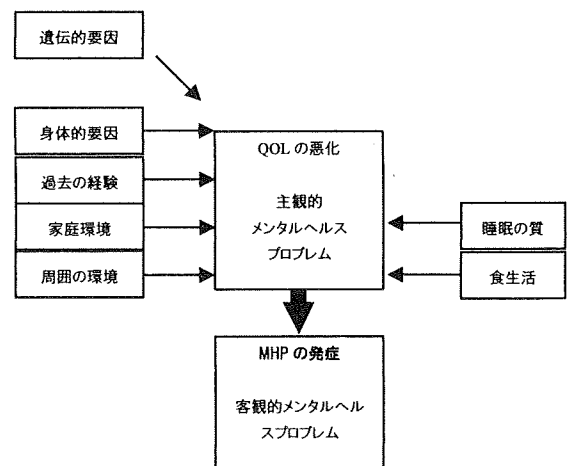 遺伝的要因
身体的要因
過去の経験
家庭環境
周囲の環境
QOL の悪化
主観的
メンタルヘルス
プロブレム
睡眠の質
食生活
MHP の発症
客観的メンタルヘル
スプロブレム